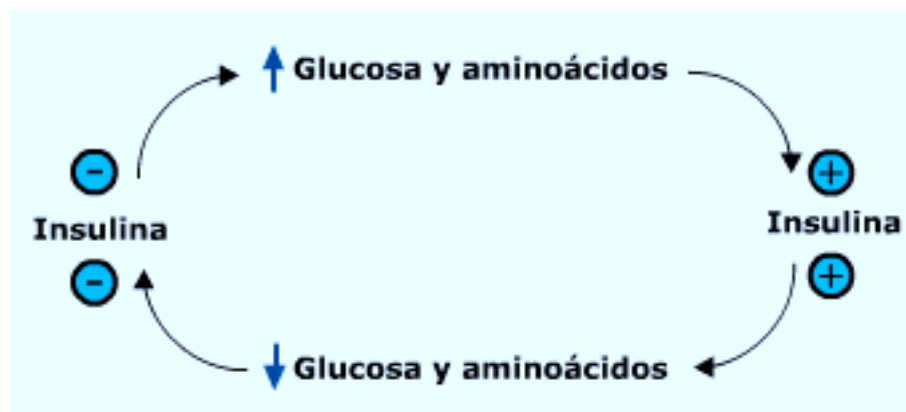 Glucosa y aminoácidos
−
+
Insulina
Insulina
−
+
Glucosa y aminoácidos